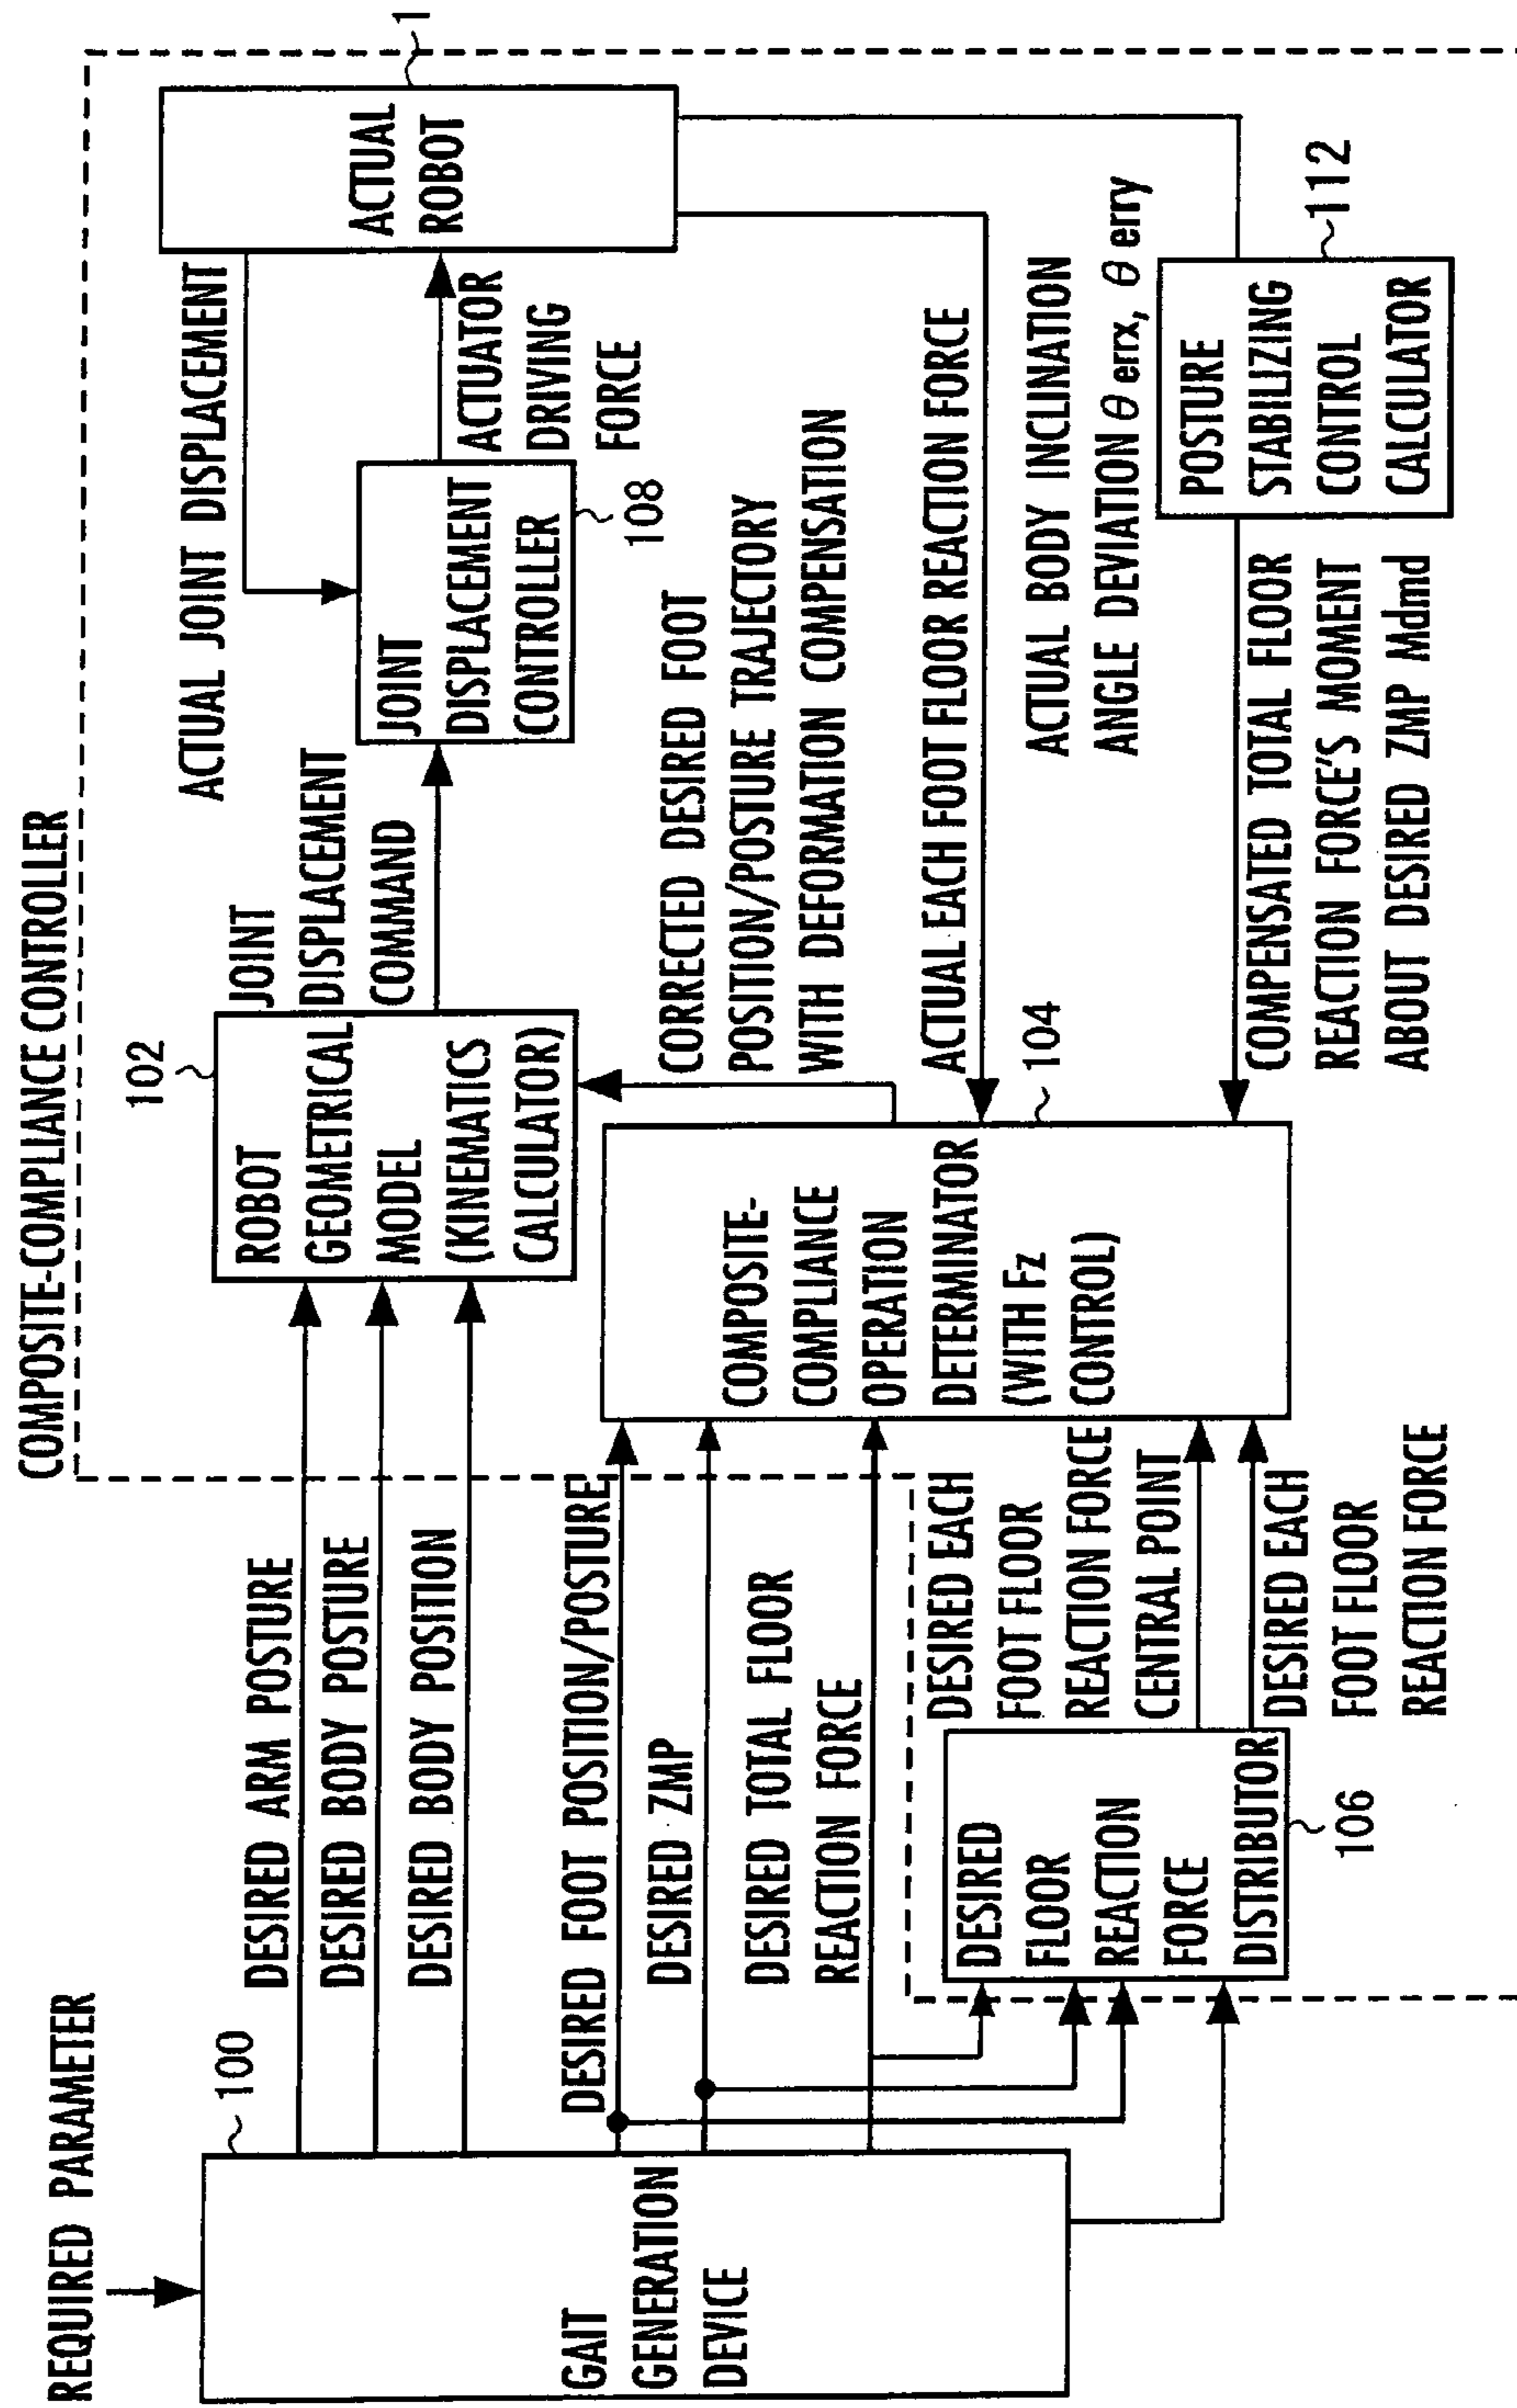 COMPOSITE-COMPLIANCE CONTROLLER
REQUIRED PARAMETER
100
GAIT
GENERATION
DEVICE
DESIRED ARM POSTURE
DESIRED BODY POSTURE
DESIRED BODY POSITION
DESIRED FOOT POSITION/POSTURE
DESIRED ZMP
DESIRED TOTAL FLOOR
REACTION FORCE
DESIRED
FLOOR
REACTION
FORCE
DISTRIBUTOR
106
DESIRED EACH
FOOT FLOOR
REACTION FORCE
CENTRAL POINT
DESIRED EACH
FOOT FLOOR
REACTION FORCE
102
ROBOT
GEOMETRICAL
MODEL
(KINEMATICS
CALCULATOR)
COMPOSITE-
COMPLIANCE
OPERATION
DETERMINATOR
(WITH Fz
CONTROL)
104
JOINT
DISPLACEMENT
COMMAND
CORRECTED DESIRED FOOT
POSITION/POSTURE TRAJECTORY
WITH DEFORMATION COMPENSATION
ACTUAL JOINT DISPLACEMENT
JOINT
DISPLACEMENT
CONTROLLER
108
ACTUATOR
DRIVING
FORCE
ACTUAL
ROBOT
1
ACTUAL EACH FOOT FLOOR REACTION FORCE
ACTUAL BODY INCLINATION
ANGLE DEVIATION θ errx, θ erry
COMPENSATED TOTAL FLOOR
REACTION FORCE'S MOMENT
ABOUT DESIRED ZMP Mdmd
POSTURE
STABILIZING
CONTROL
CALCULATOR
112